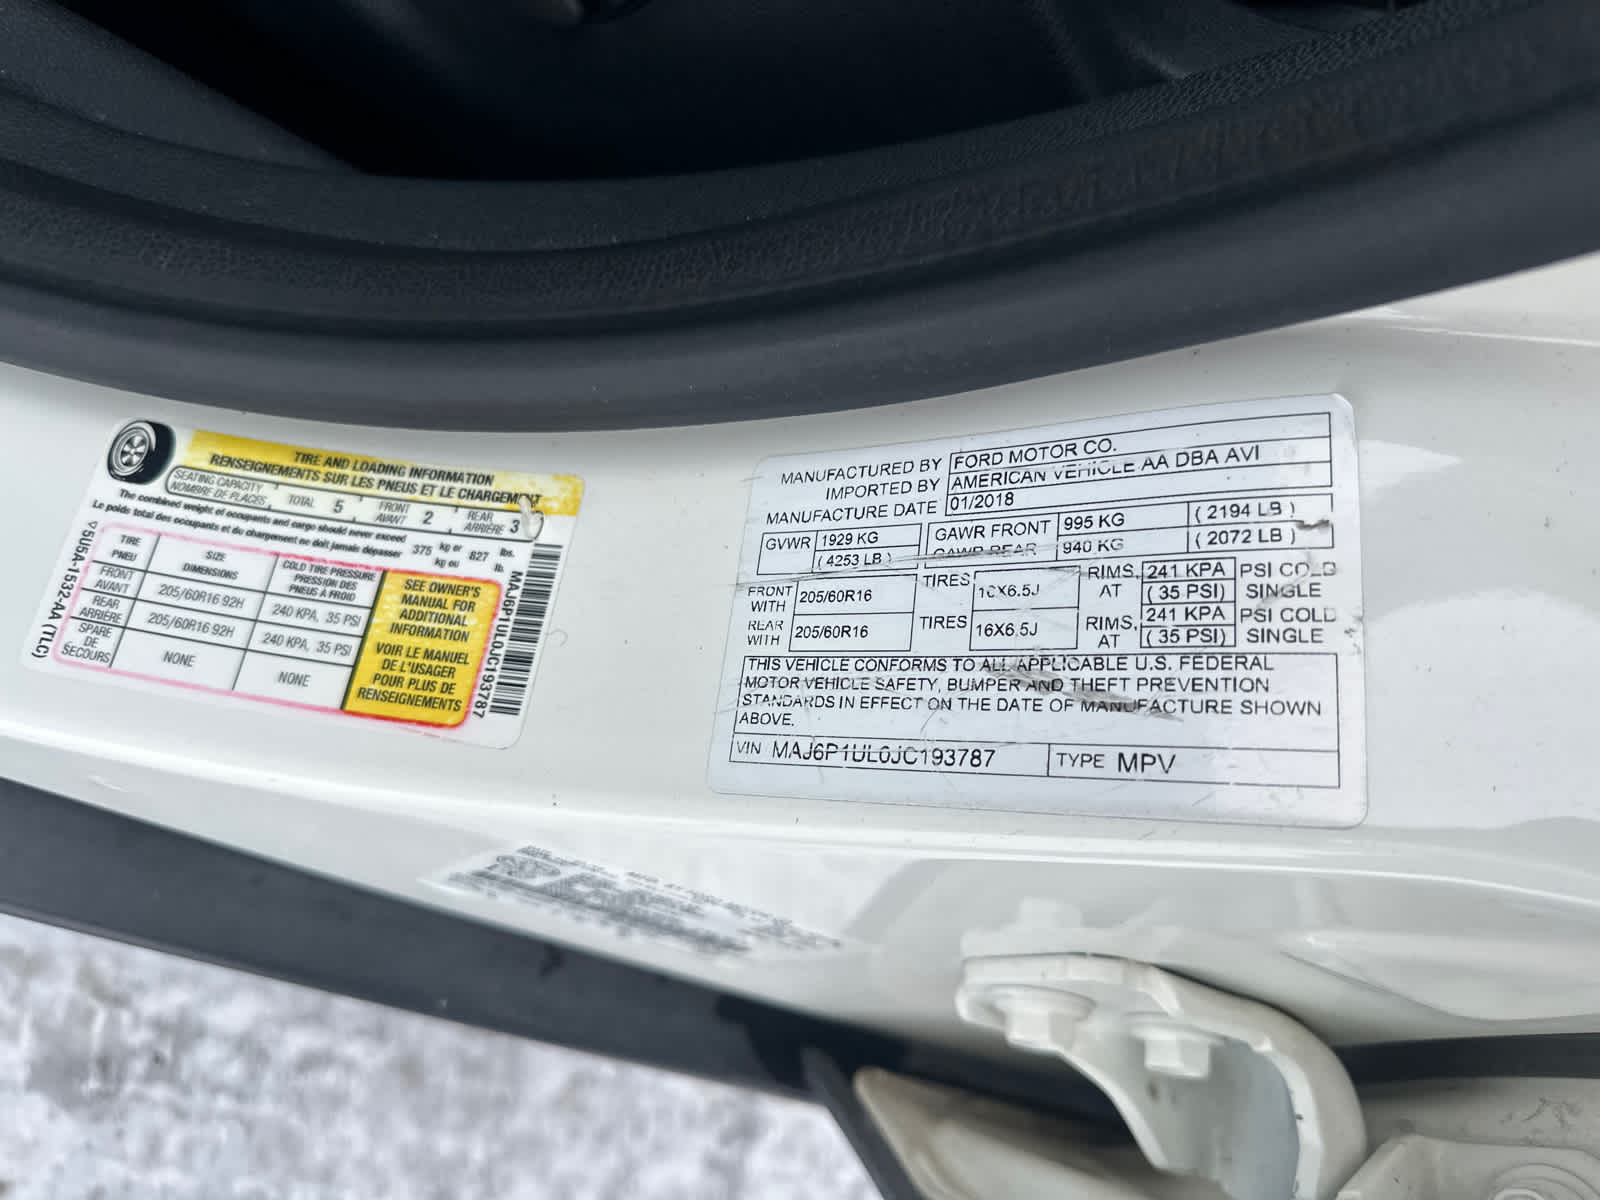 TIRE AND LOADING INFORMATION
RENSEIGNEMENTS SUR LES PNEUS ET LE CHARGEMENT
SEATING CAPACITY
NOMBRE DE PLACES
TOTAL 5
FRONT
AVANT 2
REAR
ARRIÈRE 3
The combined weight of occupants and cargo should never exceed
Le poids total des occupants et du chargement ne doit jamais dépasser
375 kg or
kg ou
827 lbs.
lb.
TIRE
PNEU
SIZE
DIMENSIONS
COLD TIRE PRESSURE
PRESSION DES
PNEUS À FROID
FRONT
AVANT
205/60R16 92H
240 KPA, 35 PSI
REAR
ARRIÈRE
205/60R16 92H
240 KPA, 35 PSI
SPARE
DE
SECOURS
NONE
NONE
SEE OWNER'S
MANUAL FOR
ADDITIONAL
INFORMATION
VOIR LE MANUEL
DE L'USAGER
POUR PLUS DE
RENSEIGNEMENTS
5U5A-1532-AA (TLC)
MAJ6P1UL0JC193787
MANUFACTURED BY FORD MOTOR CO.
IMPORTED BY AMERICAN VEHICLE AA DBA AVI
MANUFACTURE DATE 01/2018
GVWR 1929 KG
( 4253 LB )
GAWR FRONT 995 KG ( 2194 LB )
GAWR REAR 940 KG ( 2072 LB )
FRONT
WITH
205/60R16
TIRES
16X6.5J
RIMS,
AT
241 KPA
( 35 PSI)
PSI COLD
SINGLE
REAR
WITH
205/60R16
TIRES
16X6.5J
RIMS,
AT
241 KPA
( 35 PSI)
PSI COLD
SINGLE
THIS VEHICLE CONFORMS TO ALL APPLICABLE U.S. FEDERAL
MOTOR VEHICLE SAFETY, BUMPER AND THEFT PREVENTION
STANDARDS IN EFFECT ON THE DATE OF MANUFACTURE SHOWN
ABOVE.
VIN MAJ6P1UL0JC193787
TYPE MPV